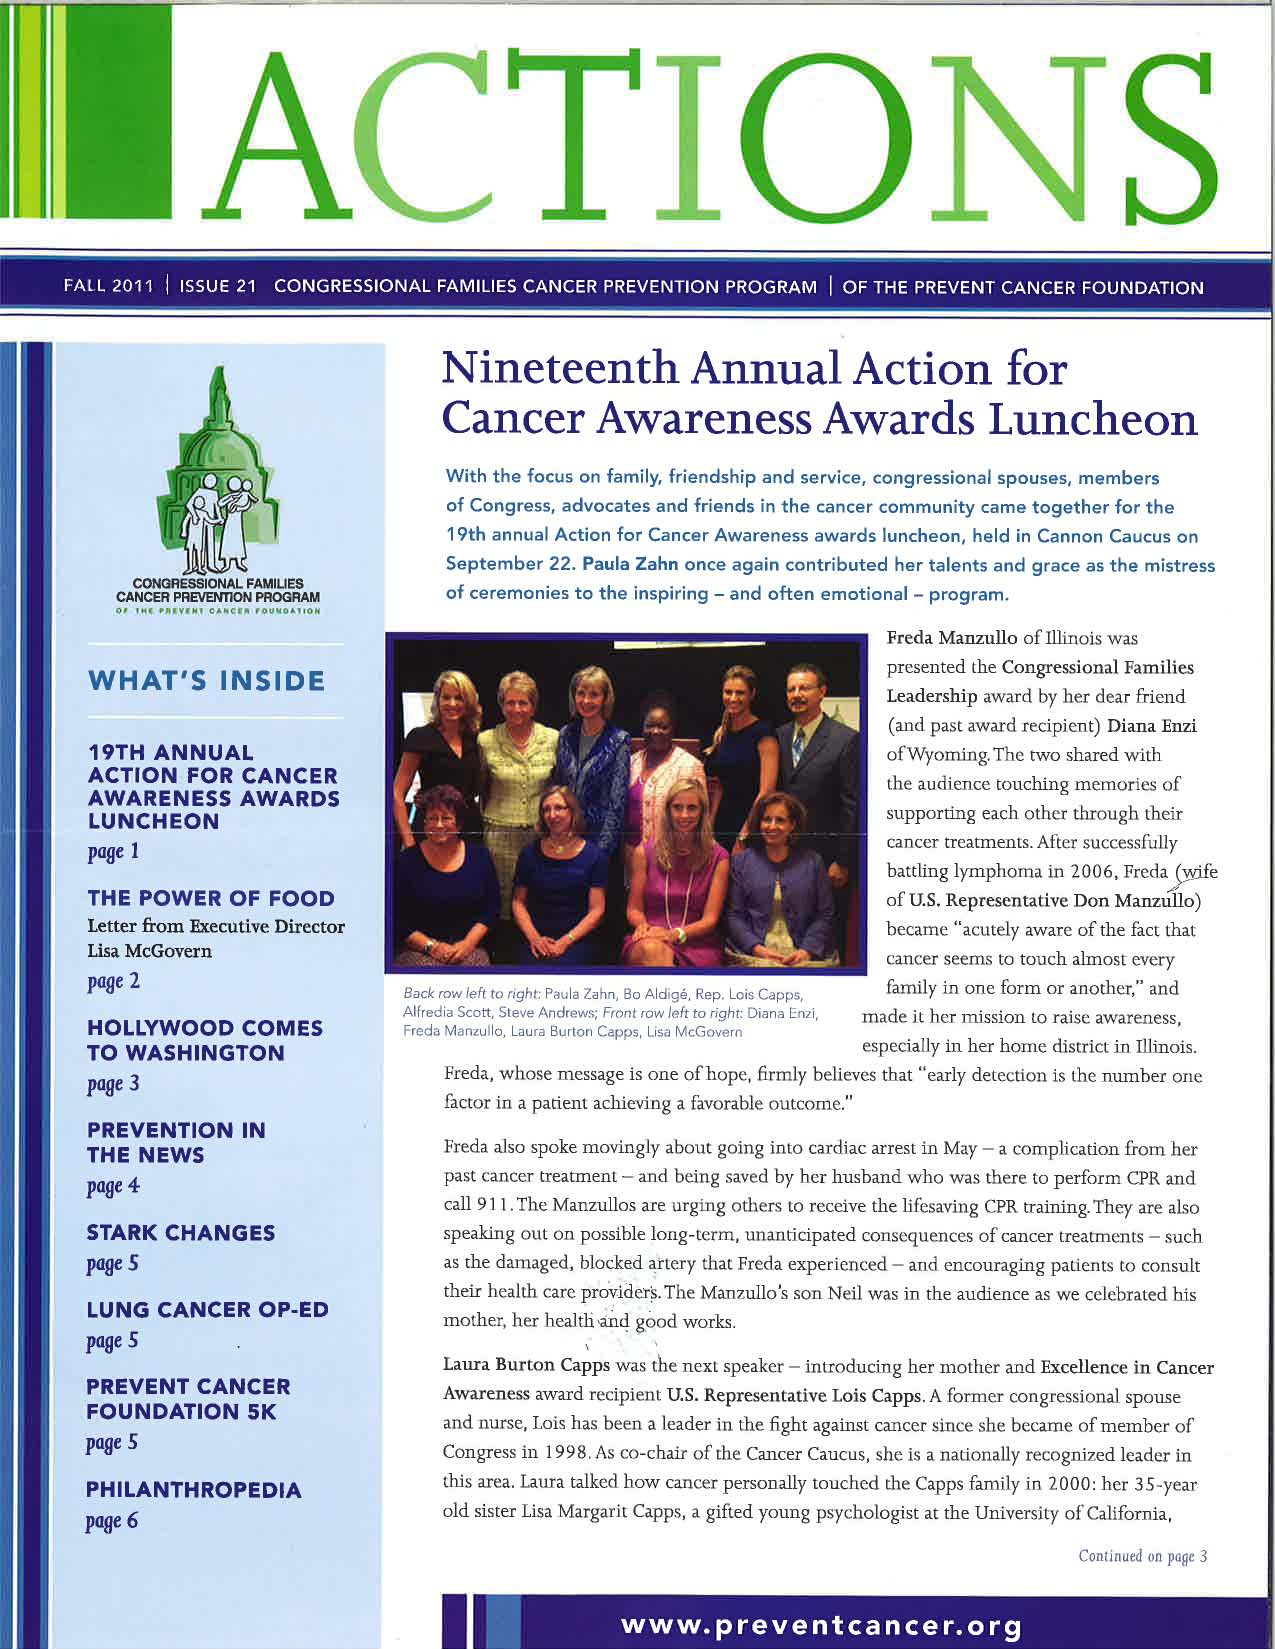 ACTIONS
FALL 2011 | ISSUE 21 CONGRESSIONAL FAMILIES CANCER PREVENTION PROGRAM | OF THE PREVENT CANCER FOUNDATION
CONGRESSIONAL FAMILIES
CANCER PREVENTION PROGRAM
OF THE PREVENT CANCER FOUNDATION
WHAT'S INSIDE
19TH ANNUAL
ACTION FOR CANCER
AWARENESS AWARDS
LUNCHEON
page 1
THE POWER OF FOOD
Letter from Executive Director
Lisa McGovern
page 2
HOLLYWOOD COMES
TO WASHINGTON
page 3
PREVENTION IN
THE NEWS
page 4
STARK CHANGES
page 5
LUNG CANCER OP-ED
page 5
PREVENT CANCER
FOUNDATION 5K
page 5
PHILANTHROPEDIA
page 6
Nineteenth Annual Action for
Cancer Awareness Awards Luncheon
With the focus on family, friendship and service, congressional spouses, members
of Congress, advocates and friends in the cancer community came together for the
19th annual Action for Cancer Awareness awards luncheon, held in Cannon Caucus on
September 22. Paula Zahn once again contributed her talents and grace as the mistress
of ceremonies to the inspiring – and often emotional – program.
Back row left to right: Paula Zahn, Bo Aldigé, Rep. Lois Capps,
Alfredia Scott, Steve Andrews; Front row left to right: Diana Enzi,
Freda Manzullo, Laura Burton Capps, Lisa McGovern
Freda Manzullo of Illinois was
presented the Congressional Families
Leadership award by her dear friend
(and past award recipient) Diana Enzi
of Wyoming. The two shared with
the audience touching memories of
supporting each other through their
cancer treatments. After successfully
battling lymphoma in 2006, Freda (wife
of U.S. Representative Don Manzullo)
became "acutely aware of the fact that
cancer seems to touch almost every
family in one form or another," and
made it her mission to raise awareness,
especially in her home district in Illinois.
Freda, whose message is one of hope, firmly believes that "early detection is the number one
factor in a patient achieving a favorable outcome."
Freda also spoke movingly about going into cardiac arrest in May – a complication from her
past cancer treatment – and being saved by her husband who was there to perform CPR and
call 911. The Manzullos are urging others to receive the lifesaving CPR training. They are also
speaking out on possible long-term, unanticipated consequences of cancer treatments – such
as the damaged, blocked artery that Freda experienced – and encouraging patients to consult
their health care providers. The Manzullo's son Neil was in the audience as we celebrated his
mother, her health and good works.
Laura Burton Capps was the next speaker – introducing her mother and Excellence in Cancer
Awareness award recipient U.S. Representative Lois Capps. A former congressional spouse
and nurse, Lois has been a leader in the fight against cancer since she became of member of
Congress in 1998. As co-chair of the Cancer Caucus, she is a nationally recognized leader in
this area. Laura talked how cancer personally touched the Capps family in 2000: her 35-year
old sister Lisa Margarit Capps, a gifted young psychologist at the University of California,
Continued on page 3
www.preventcancer.org